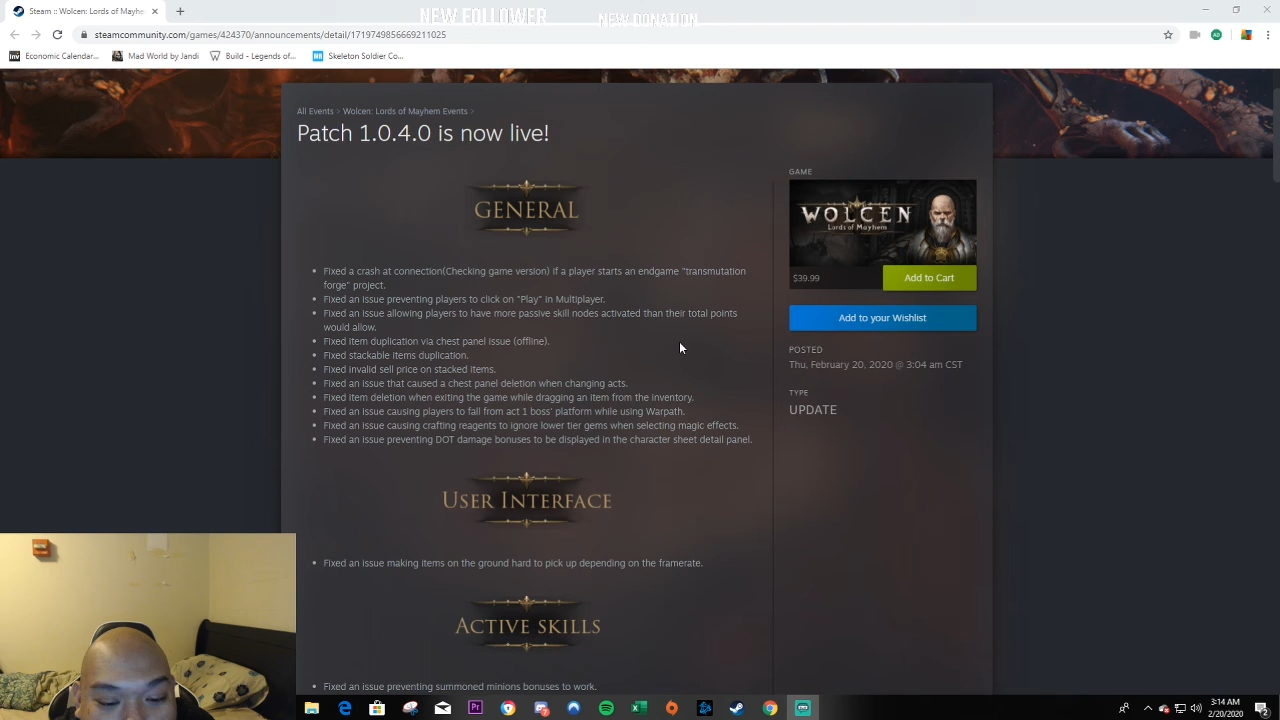 Steam :: Wolcen: Lords of Mayhe
NEW FOLLOWER
NEW DONATION
steamcommunity.com/games/424370/announcements/detail/1719749856669211025
Economic Calendar...
Mad World by Jandi
Build - Legends of...
Skeleton Soldier Co...
All Events > Wolcen: Lords of Mayhem Events >
Patch 1.0.4.0 is now live!
GENERAL
Fixed a crash at connection(Checking game version) if a player starts an endgame "transmutation
forge" project.
Fixed an issue preventing players to click on "Play" in Multiplayer.
Fixed an issue allowing players to have more passive skill nodes activated than their total points
would allow.
Fixed item duplication via chest panel issue (offline).
Fixed stackable items duplication.
Fixed invalid sell price on stacked items.
Fixed an issue that caused a chest panel deletion when changing acts.
Fixed item deletion when exiting the game while dragging an item from the inventory.
Fixed an issue causing players to fall from act 1 boss' platform while using Warpath.
Fixed an issue causing crafting reagents to ignore lower tier gems when selecting magic effects.
Fixed an issue preventing DOT damage bonuses to be displayed in the character sheet detail panel.
USER INTERFACE
Fixed an issue making items on the ground hard to pick up depending on the framerate.
ACTIVE SKILLS
Fixed an issue preventing summoned minions bonuses to work.
GAME
WOLCEN
Lords of Mayhem
$39.99
Add to Cart
Add to your Wishlist
POSTED
Thu, February 20, 2020 @ 3:04 am CST
TYPE
UPDATE
3:14 AM
2/20/2020